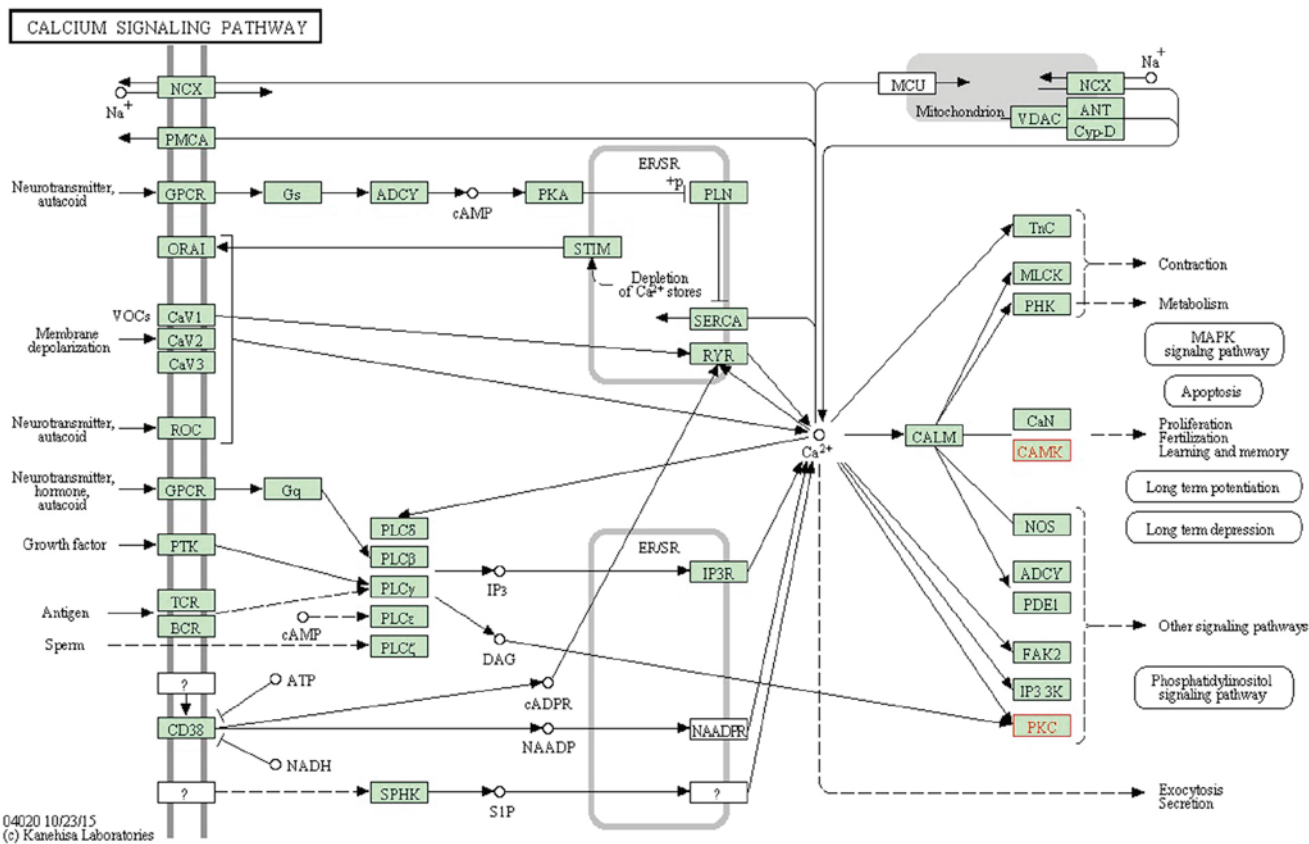 CALCIUM SIGNALING PATHWAY
NCX
Na+
PMCA
Neurotransmitter,
autacoid
GPCR
Gs
ADCY
cAMP
PKA
+p
ER/SR
PLN
ORAI
STIM
Depletion
of Ca2+ stores
VOCs
CaV1
CaV2
CaV3
Membrane
depolarization
SERCA
RYR
Neurotransmitter,
autacoid
ROC
Neurotransmitter,
hormone,
autacoid
GPCR
Gq
PLCδ
PLCβ
PLCγ
PLCε
PLCζ
Growth factor
PTK
Antigen
TCR
BCR
cAMP
Sperm
IP3
DAG
ER/SR
IP3R
?
ATP
CD38
NADH
cADPR
NAADP
NAADPR
?
SPHK
S1P
?
MCU
Mitochondrion
Na+
NCX
VDAC
ANT
Cyp-D
Ca2+
CALM
TnC
MLCK
PHK
Contraction
Metabolism
MAPK
signaling pathway
Apoptosis
CaN
CAMK
Proliferation
Fertilization
Learning and memory
Long term potentiation
Long term depression
NOS
ADCY
PDE1
FAK2
IP3 3K
PKC
Other signaling pathways
Phosphatidylinositol
signaling pathway
Exocytosis
Secretion
04020 10/23/15
(c) Kanehisa Laboratories